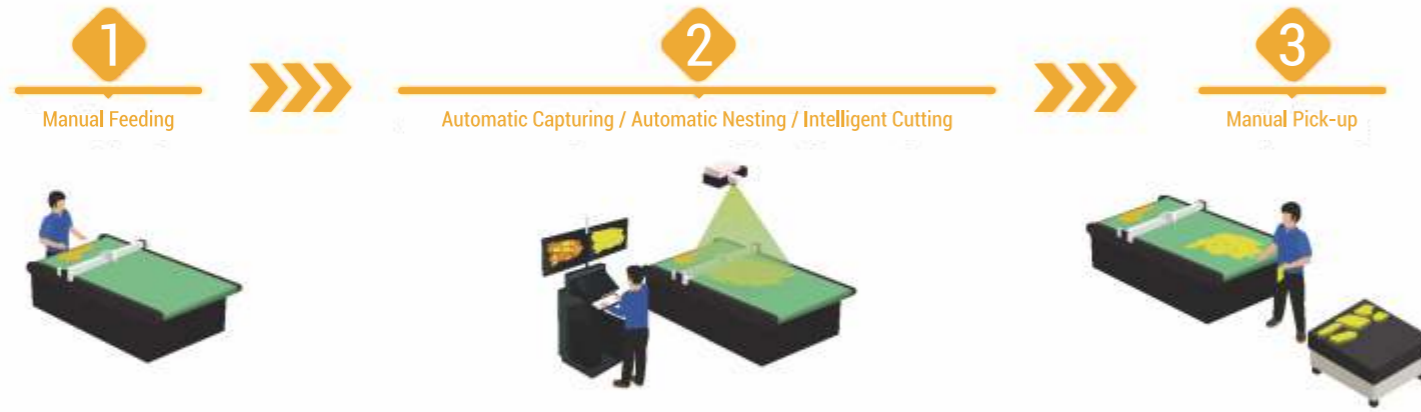 1
2
3
Manual Feeding
Automatic Capturing / Automatic Nesting / Intelligent Cutting
Manual Pick-up